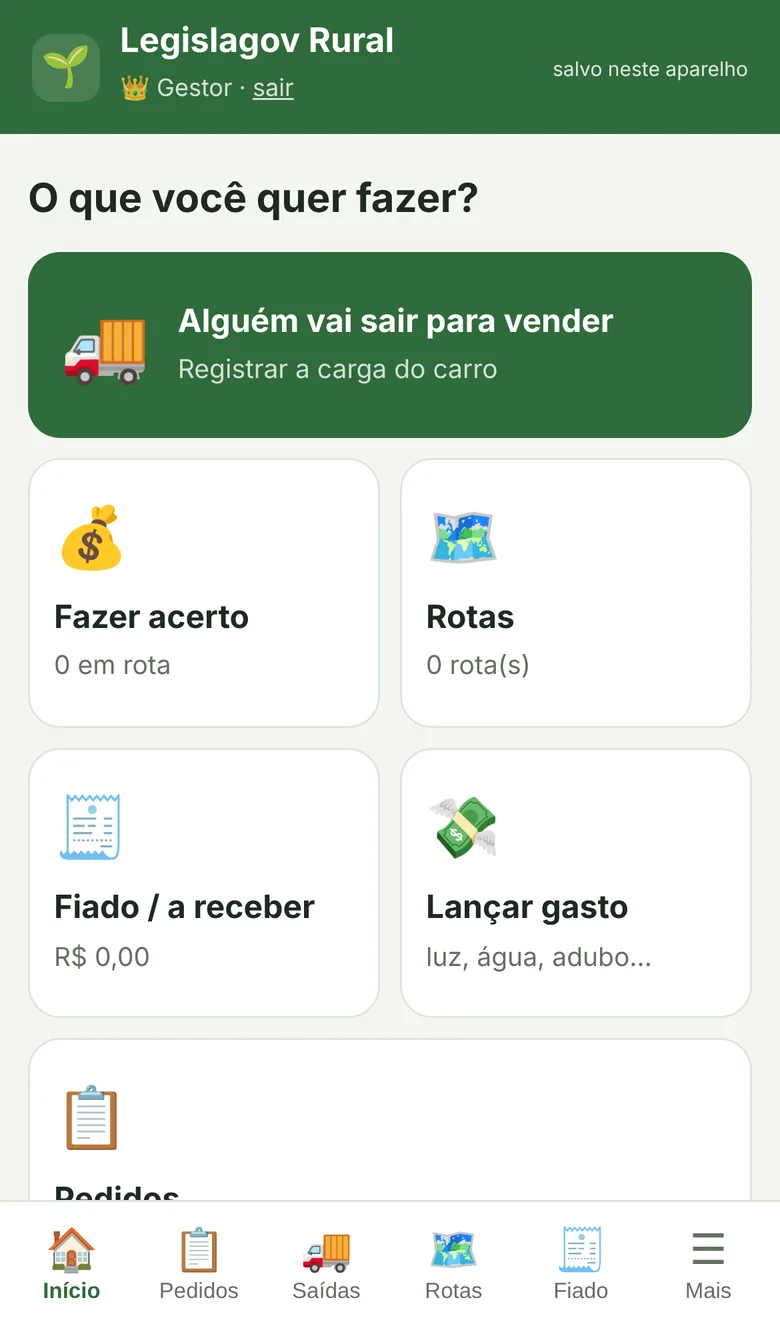 Legislagov Rural
👑 Gestor · sair
salvo neste aparelho
O que você quer fazer?
Alguém vai sair para vender
Registrar a carga do carro
Fazer acerto
0 em rota
Rotas
0 rota(s)
Fiado / a receber
R$ 0,00
Lançar gasto
luz, água, adubo...
Pedidos
Início
Pedidos
Saídas
Rotas
Fiado
Mais